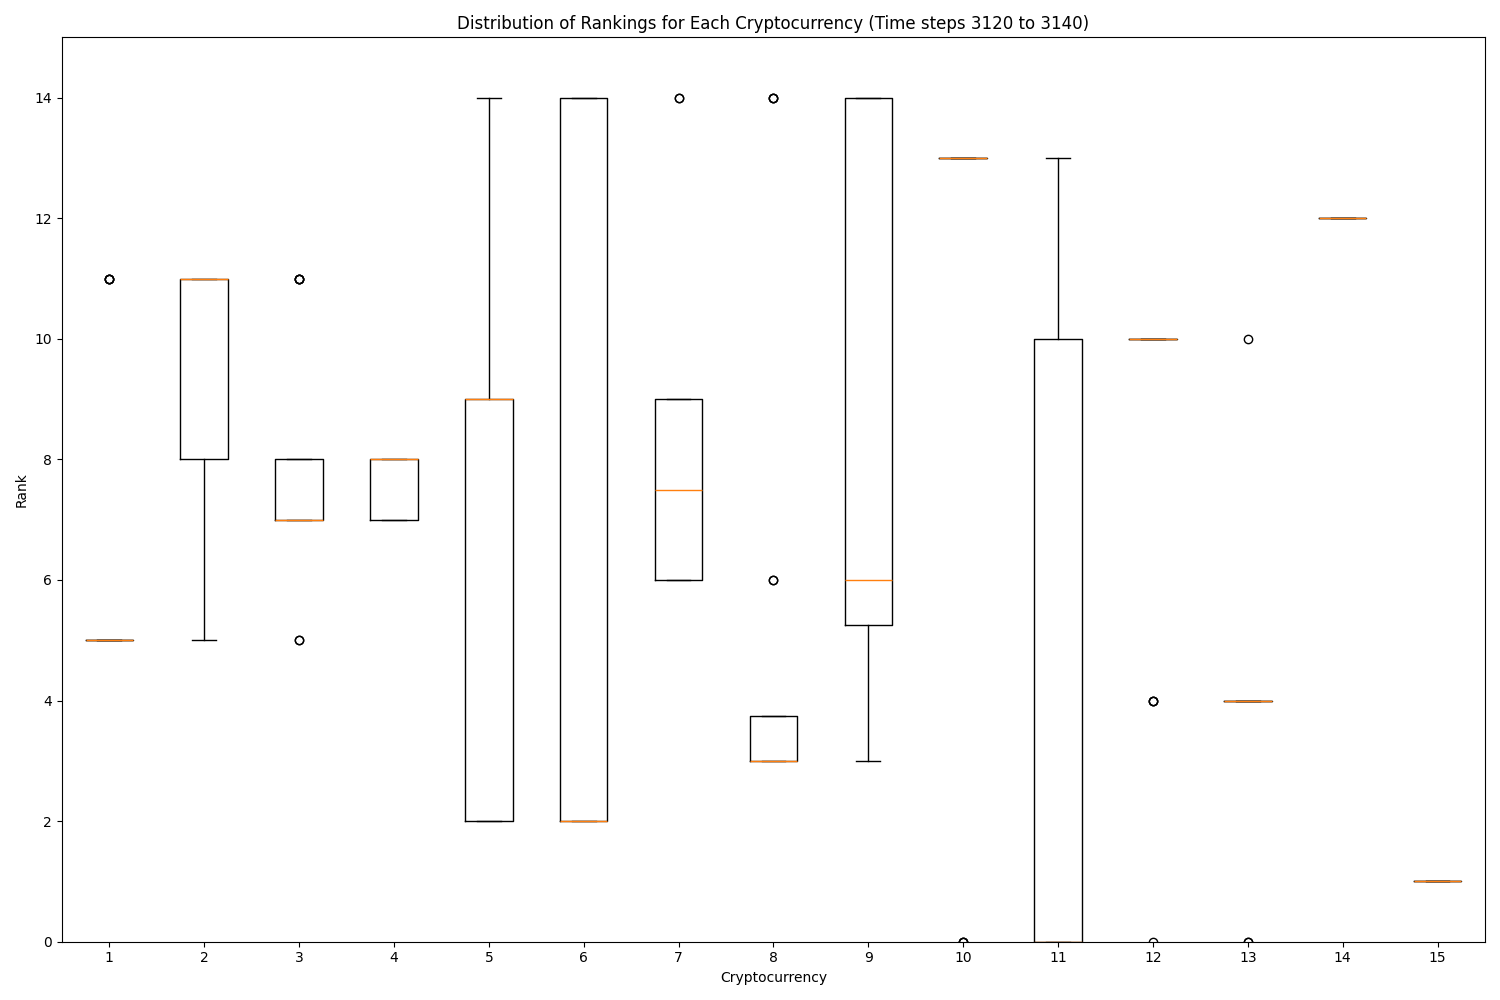 Distribution of Rankings for Each Cryptocurrency (Time steps 3120 to 3140)
14
12
10
8
6
4
2
0
Rank
1 2 3 4 5 6 7 8 9 10 11 12 13 14 15
Cryptocurrency